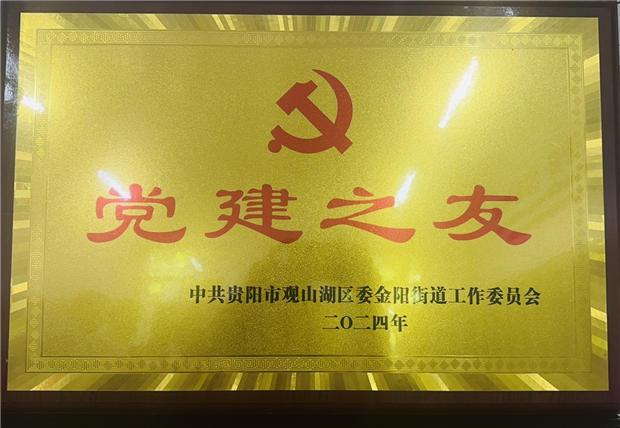 党建之友
中共贵阳市观山湖区委金阳街道工作委员会
二〇二四年